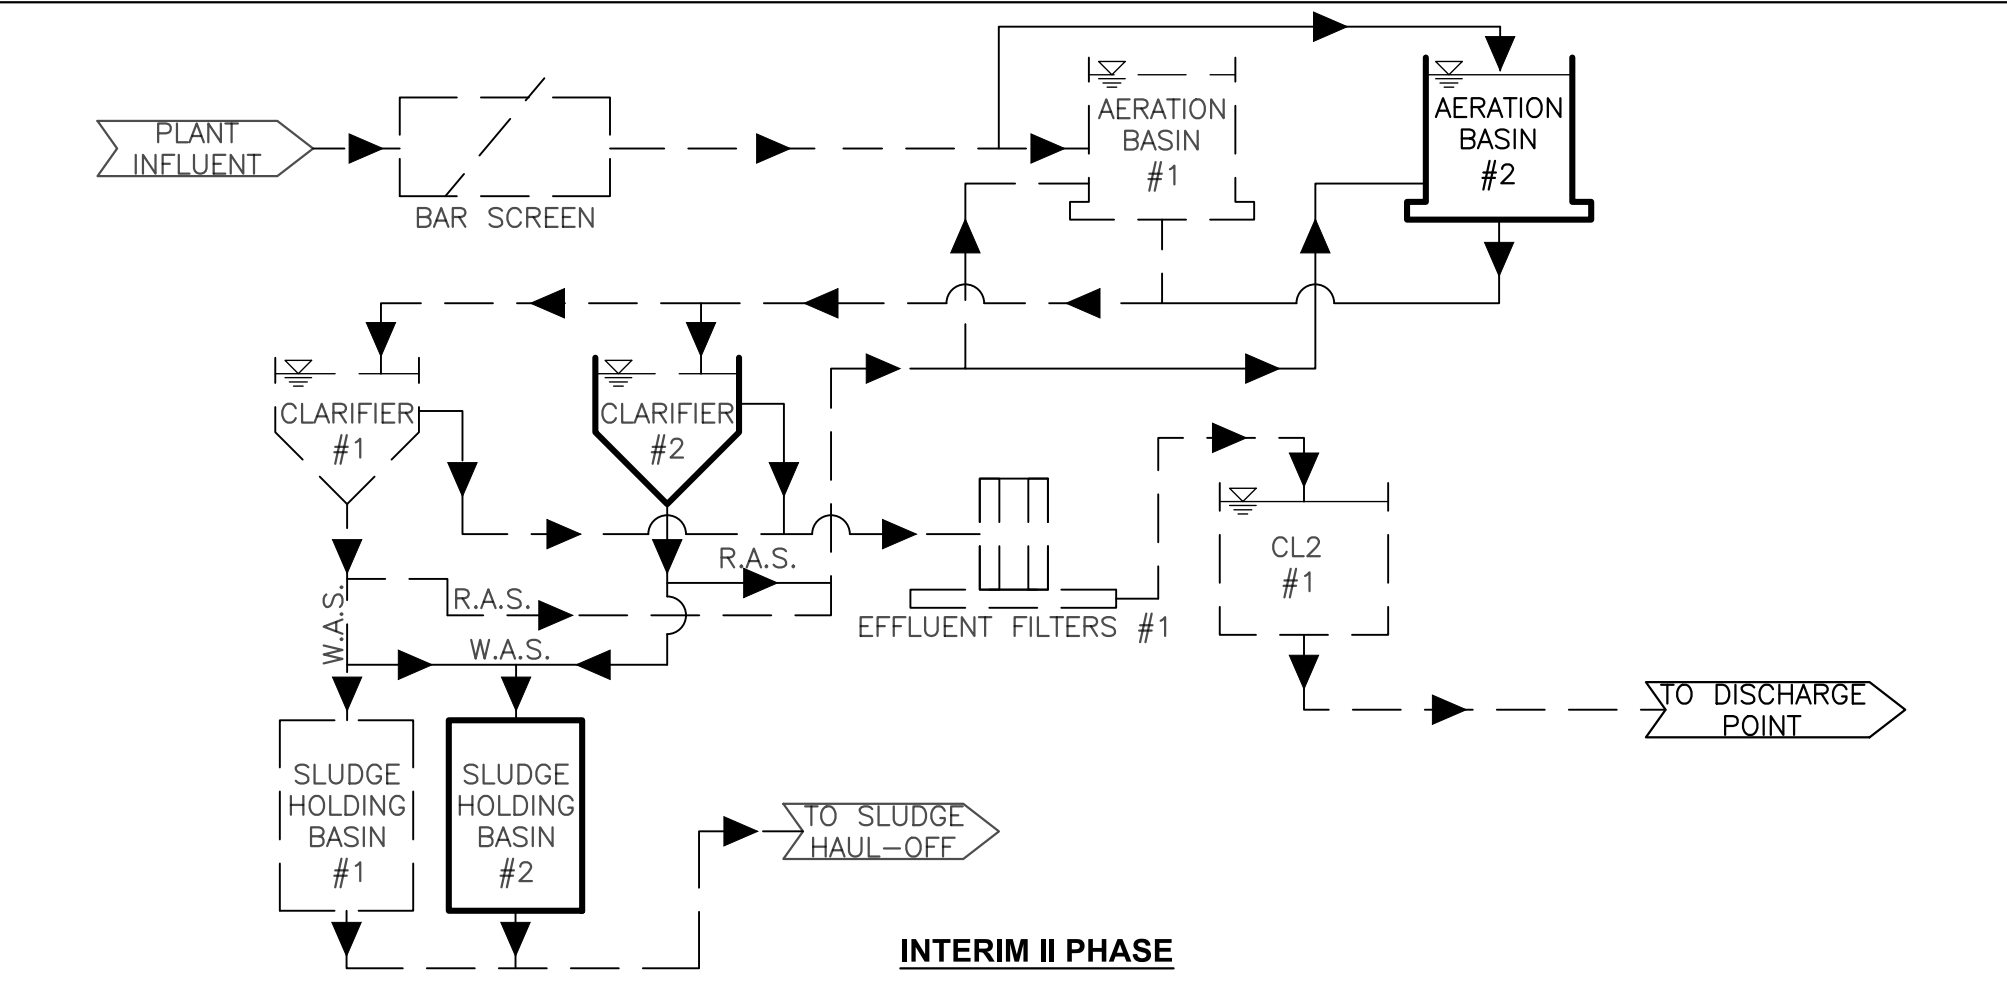 PLANT
INFLUENT
BAR SCREEN
AERATION
BASIN
#1
AERATION
BASIN
#2
CLARIFIER
#1
CLARIFIER
#2
R.A.S.
R.A.S.
W.A.S.
W.A.S.
EFFLUENT FILTERS #1
CL2
#1
TO DISCHARGE
POINT
SLUDGE
HOLDING
BASIN
#1
SLUDGE
HOLDING
BASIN
#2
TO SLUDGE
HAUL-OFF
INTERIM II PHASE